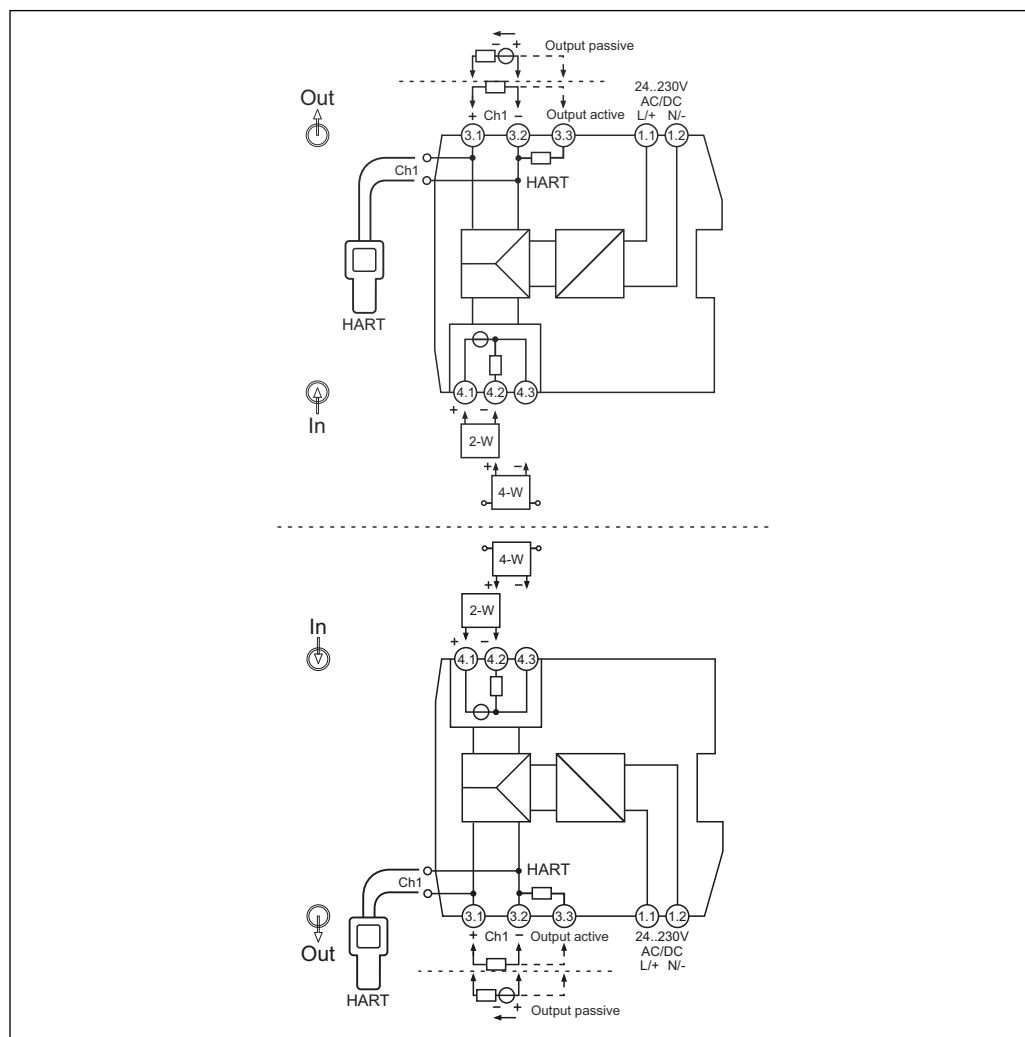 − + Output passive
24..230V
AC/DC
Out
+ Ch1 − Output active L/+ N/-
3.1 3.2 3.3 1.1 1.2
Ch1
HART
HART
4.1 4.2 4.3
In
+ −
2-W
+ −
4-W
4-W
+ −
2-W
In
+ −
4.1 4.2 4.3
HART
Ch1
3.1 3.2 3.3 1.1 1.2
+ Ch1 − Output active 24..230V
AC/DC
Out
L/+ N/-
HART
− + Output passive